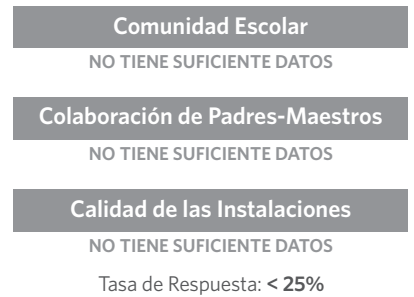 Comunidad Escolar
NO TIENE SUFICIENTE DATOS
Colaboración de Padres-Maestros
NO TIENE SUFICIENTE DATOS
Calidad de las Instalaciones
NO TIENE SUFICIENTE DATOS
Tasa de Respuesta: < 25%